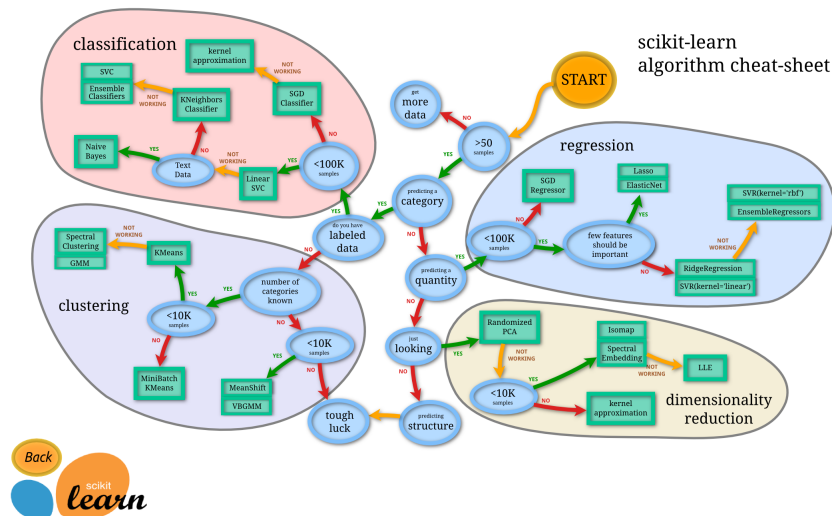 scikit-learn
algorithm cheat-sheet
START
classification
kernel
approximation
NOT
WORKING
SVC
Ensemble
Classifiers
NOT
WORKING
KNeighbors
Classifier
SGD
Classifier
get
more
data
NO
>50
samples
YES
Naive
Bayes
YES
Text
Data
NO
NOT
WORKING
Linear
SVC
YES
<100K
samples
NO
YES
predicting a
category
YES
NO
do you have
labeled
data
NO
regression
SGD
Regressor
NO
<100K
samples
YES
Lasso
ElasticNet
YES
few features
should be
important
NO
SVR(kernel='rbf')
EnsembleRegressors
NOT
WORKING
RidgeRegression
SVR(kernel='linear')
predicting a
quantity
YES
NO
clustering
Spectral
Clustering
GMM
NOT
WORKING
KMeans
YES
<10K
samples
NO
MiniBatch
KMeans
number of
categories
known
YES
NO
<10K
samples
YES
NO
MeanShift
VBGMM
just
looking
YES
NO
Randomized
PCA
NOT
WORKING
<10K
samples
YES
NO
Isomap
Spectral
Embedding
NOT
WORKING
LLE
kernel
approximation
dimensionality
reduction
tough
luck
predicting
structure
Back
scikit
learn